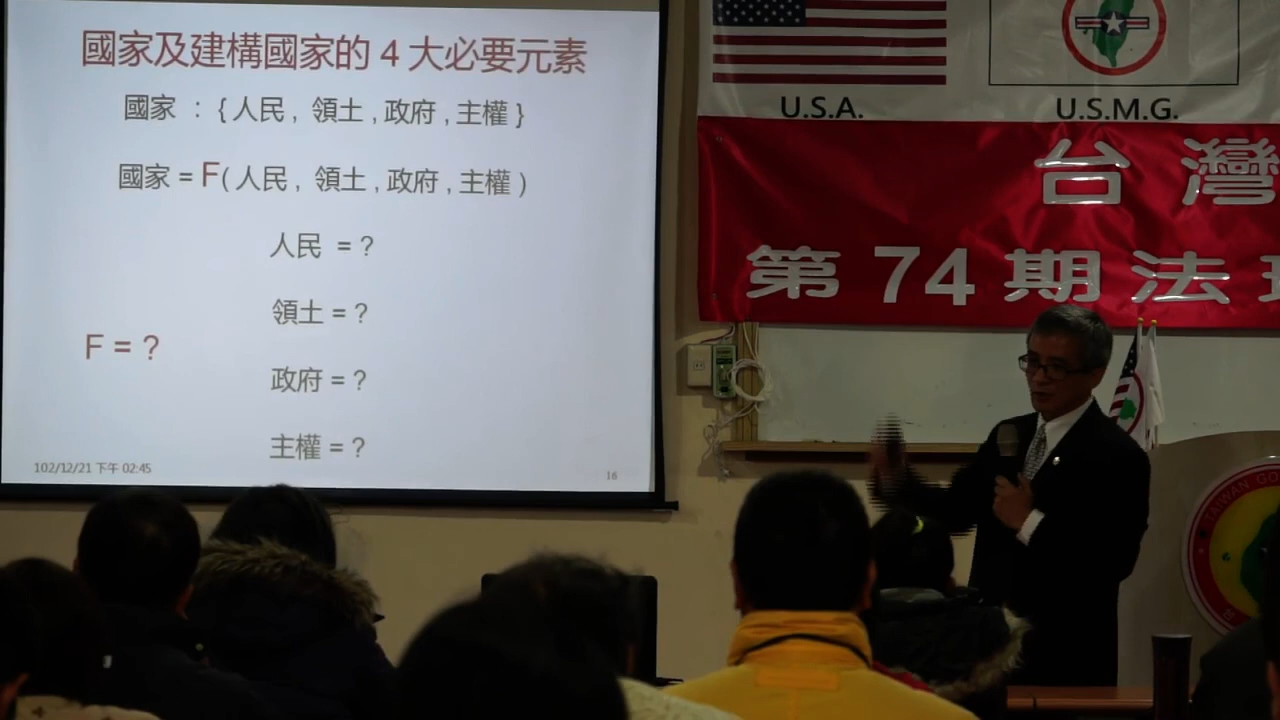 國家及建構國家的 4 大必要元素
國家 : { 人民 , 領土 , 政府 , 主權 }
國家 = F( 人民 , 領土 , 政府 , 主權 )
人民 = ?
領土 = ?
F = ?
政府 = ?
主權 = ?
102/12/21 下午 02:45
16
U.S.A.
U.S.M.G.
台灣
第 74 期法
TAIWAN GO